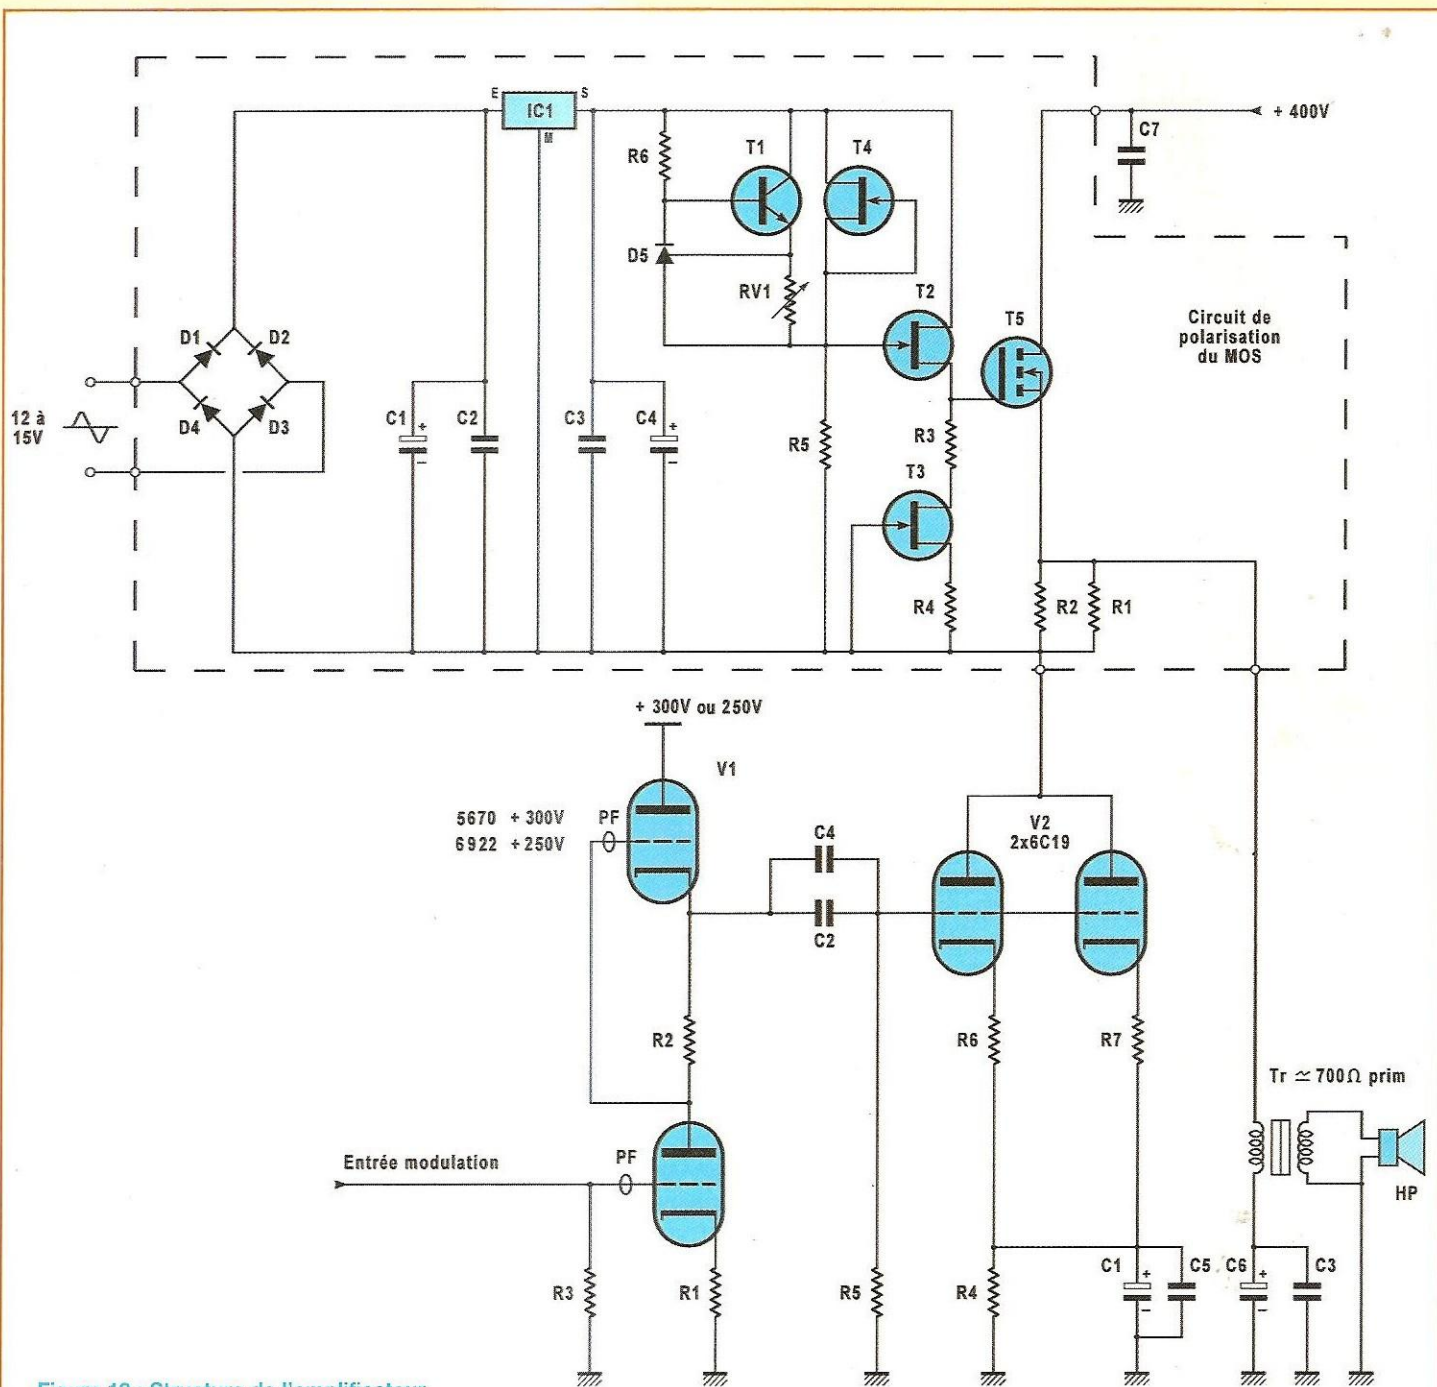 E
IC1
S
M
+ 400V
C7
R6
T1
T4
D5
RV1
T2
T5
Circuit de
polarisation
du MOS
D1
D2
D4
D3
12 à
15V
C1
+
–
C2
C3
C4
+
–
R5
R3
T3
R4
R2
R1
+ 300V ou 250V
V1
5670 + 300V
6922 + 250V
PF
C4
C2
V2
2x6C19
R2
R6
R7
Tr ≃ 700Ω prim
HP
Entrée modulation
PF
R3
R1
R5
R4
C1
+
–
C5
C6
+
–
C3